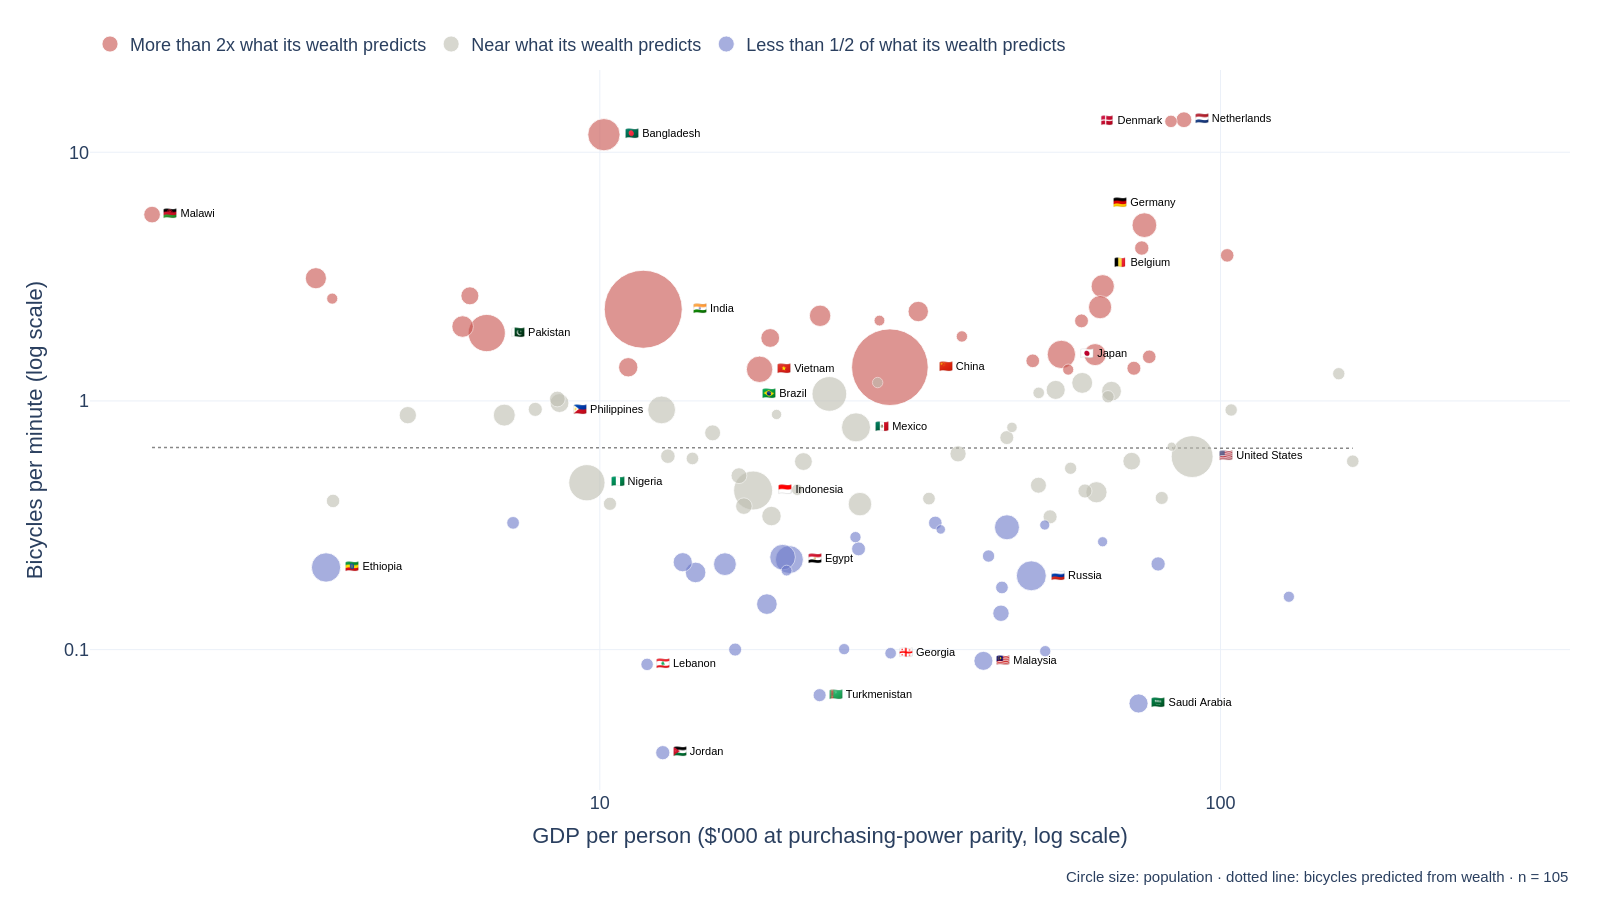 More than 2x what its wealth predicts
Near what its wealth predicts
Less than 1/2 of what its wealth predicts
Bicycles per minute (log scale)
10
1
0.1
Denmark
Netherlands
Bangladesh
Germany
Malawi
Belgium
India
Pakistan
Japan
Vietnam
China
Brazil
Philippines
Mexico
United States
Nigeria
Indonesia
Egypt
Ethiopia
Russia
Georgia
Malaysia
Lebanon
Turkmenistan
Saudi Arabia
Jordan
10
100
GDP per person ($'000 at purchasing-power parity, log scale)
Circle size: population · dotted line: bicycles predicted from wealth · n = 105